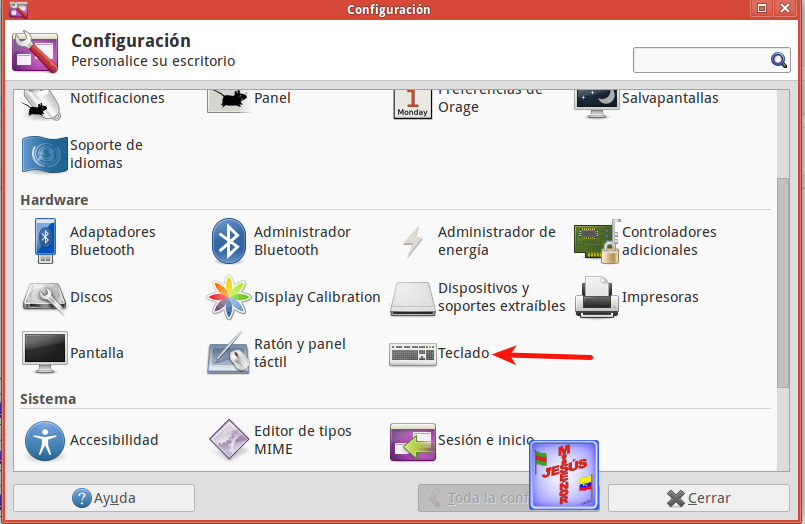 Configuración
Configuración
Personalice su escritorio
Notificaciones
Panel
Preferencias de
Orage
1
Monday
Salvapantallas
Soporte de
idiomas
Hardware
Adaptadores
Bluetooth
Administrador
Bluetooth
Administrador de
energía
Controladores
adicionales
Discos
Display Calibration
Dispositivos y
soportes extraíbles
Impresoras
Pantalla
Ratón y panel
táctil
Teclado
Sistema
Accesibilidad
Editor de tipos
MIME
Sesión e inicio
MI SEÑOR
JESÚS
Ayuda
Toda la conf
Cerrar